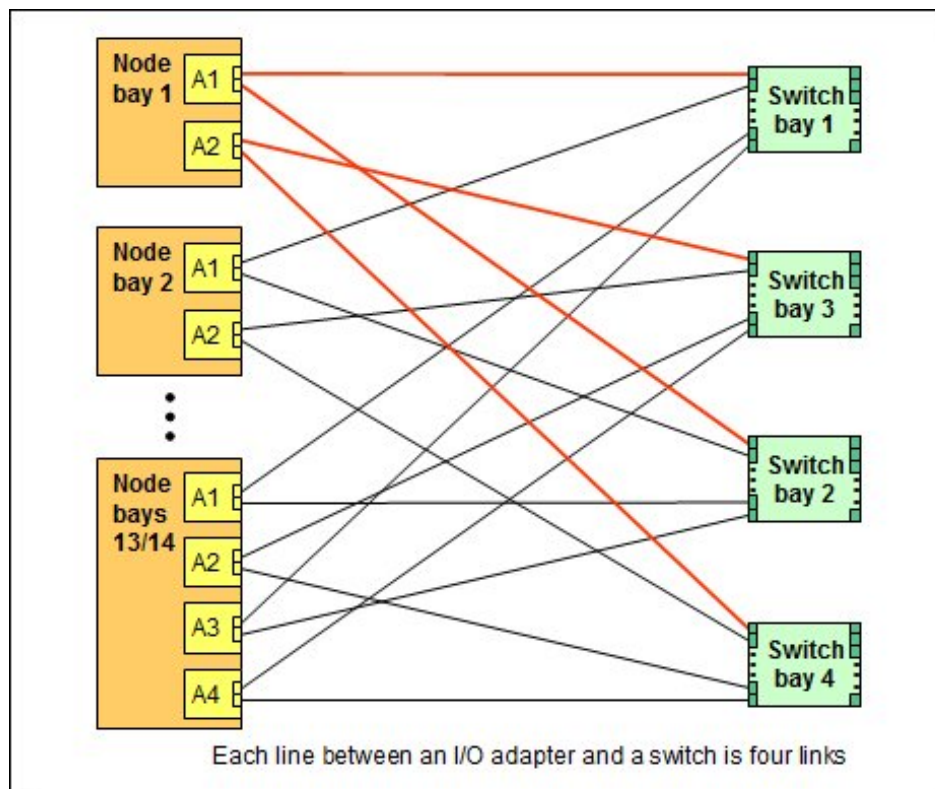 Node
bay 1
A1
A2
Node
bay 2
A1
A2
Node
bays
13/14
A1
A2
A3
A4
Switch
bay 1
Switch
bay 3
Switch
bay 2
Switch
bay 4
Each line between an I/O adapter and a switch is four links